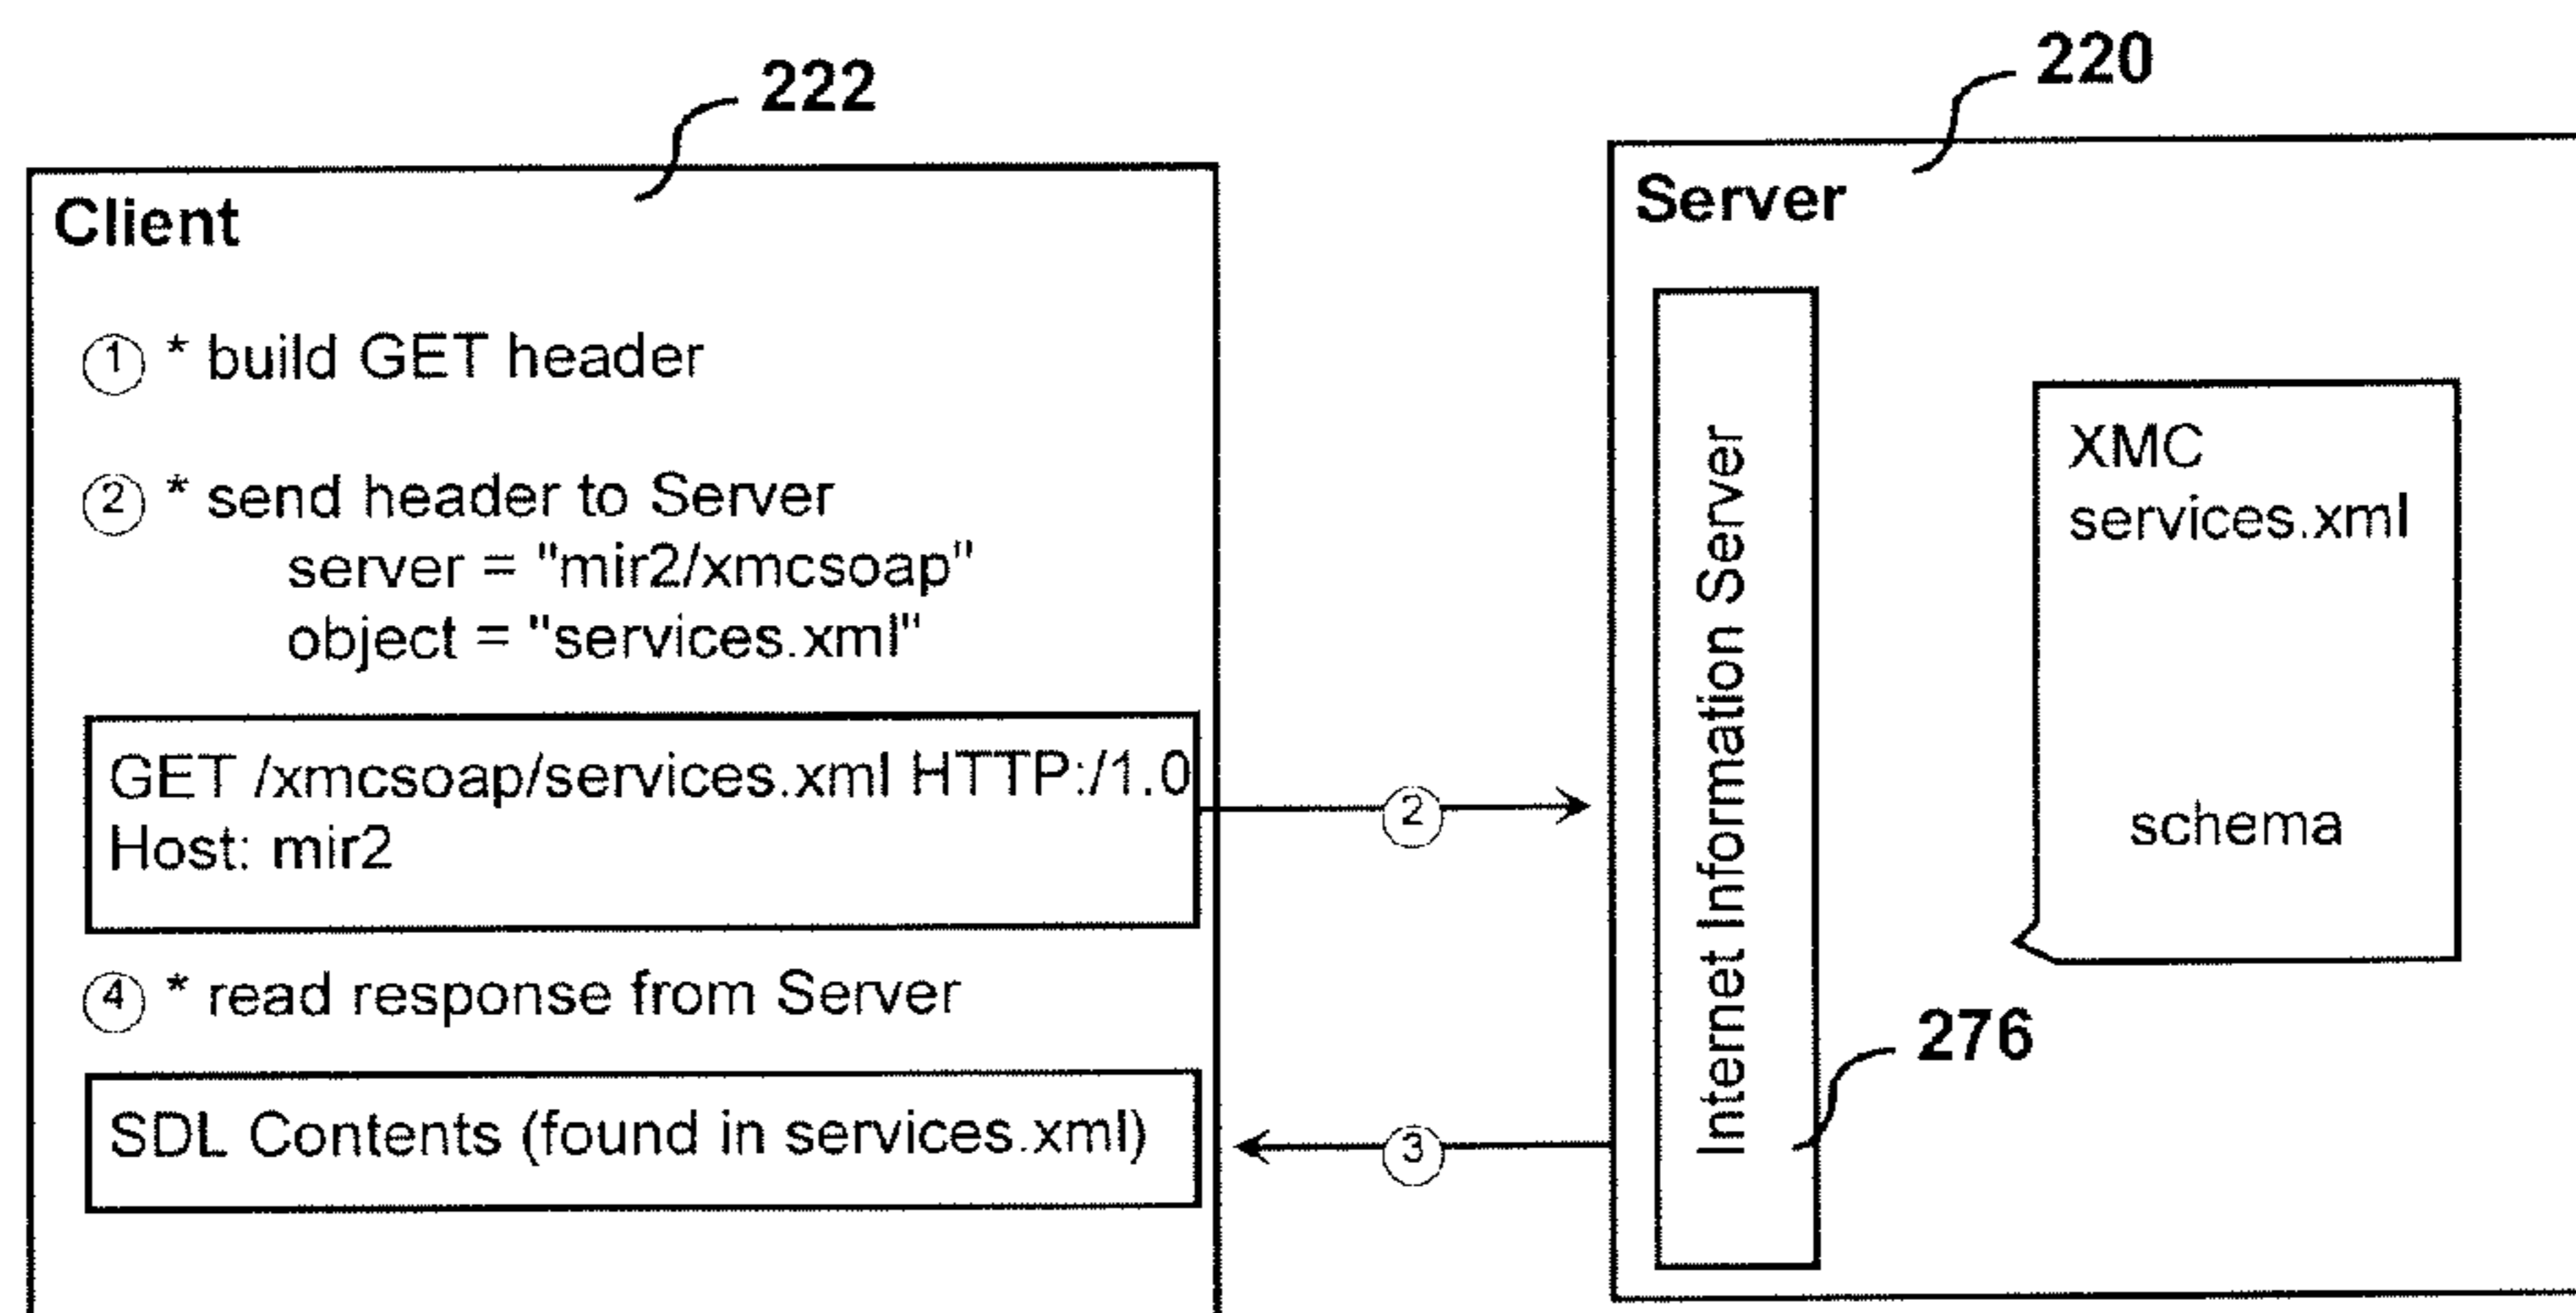 222
220
Client
① * build GET header
② * send header to Server
server = "mir2/xmcsoap"
object = "services.xml"
GET /xmcsoap/services.xml HTTP:/1.0
Host: mir2
④ * read response from Server
SDL Contents (found in services.xml)
②
③
Server
Internet Information Server
XMC
services.xml
schema
276